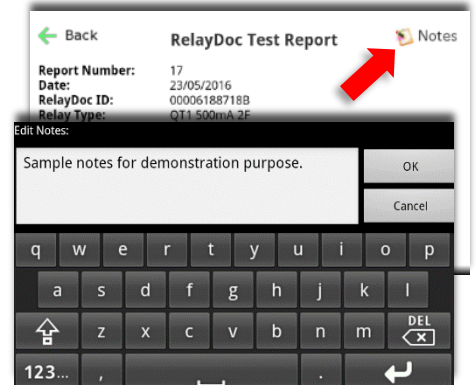 Back
RelayDoc Test Report
Notes
Report Number: 17
Date: 23/05/2016
RelayDoc ID: 00006188718B
Relay Type: QT1 500mA 2F
Edit Notes:
Sample notes for demonstration purpose.
OK
Cancel
q w e r t y u i o p
a s d f g h j k l
z x c v b n m DEL
123... , .